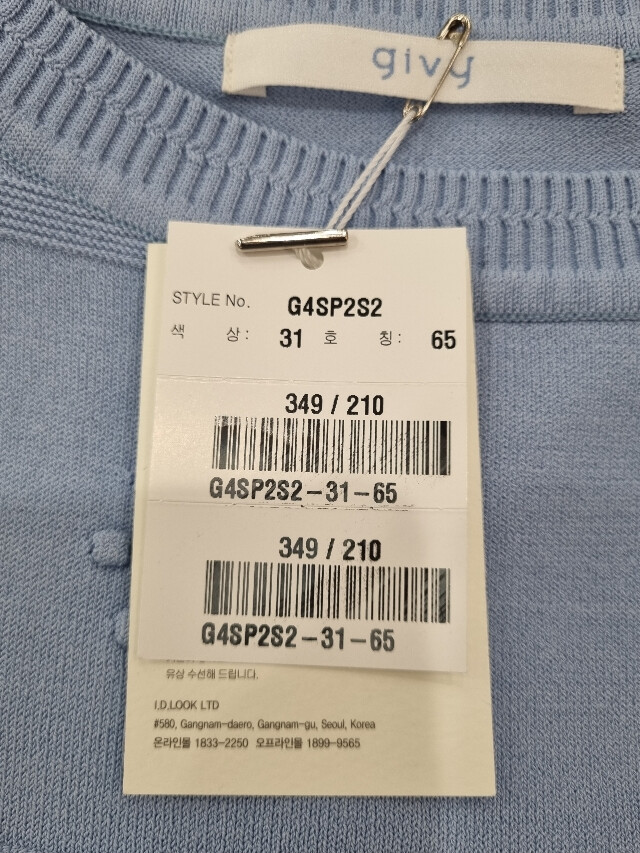 givy
STYLE No. G4SP2S2
색 상: 31 호 칭: 65
349 / 210
G4SP2S2-31-65
349 / 210
G4SP2S2-31-65
유상 수선해 드립니다.
I.D.LOOK LTD
#580, Gangnam-daero, Gangnam-gu, Seoul, Korea
온라인몰 1833-2250 오프라인몰 1899-9565